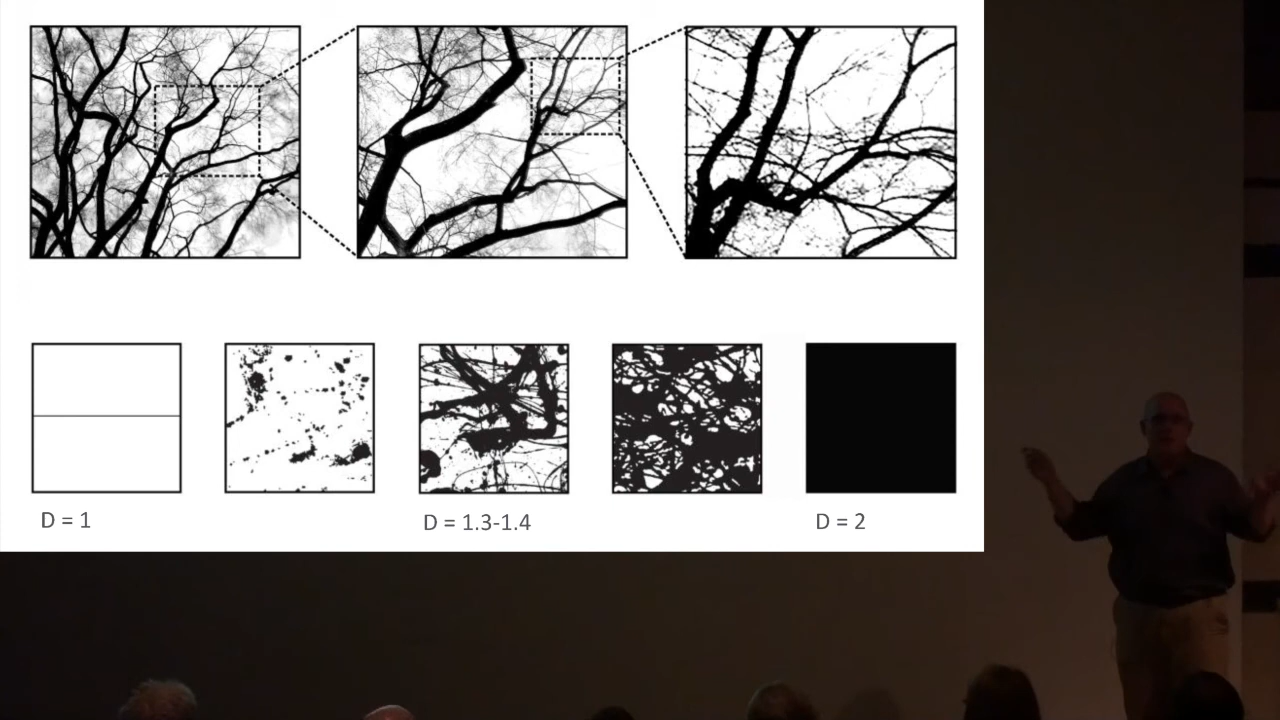 D = 1
D = 1.3-1.4
D = 2